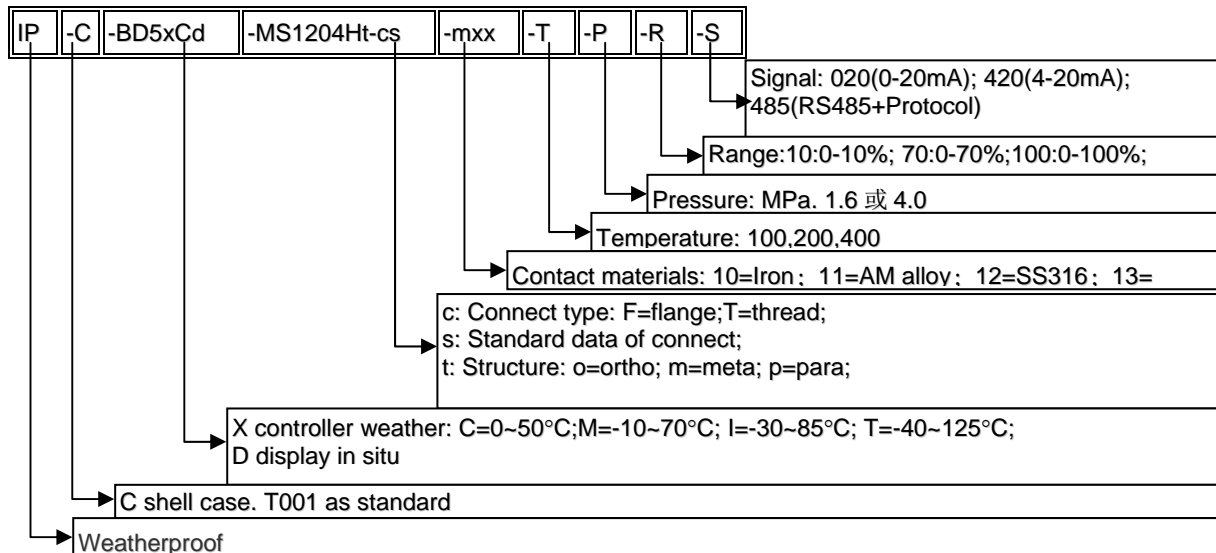 IP -C -BD5xCd -MS1204Ht-cs -mxx -T -P -R -S
Signal: 020(0-20mA); 420(4-20mA);
485(RS485+Protocol)
Range:10:0-10%; 70:0-70%;100:0-100%;
Pressure: MPa. 1.6 或 4.0
Temperature: 100,200,400
Contact materials: 10=Iron；11=AM alloy；12=SS316；13=
c: Connect type: F=flange;T=thread;
s: Standard data of connect;
t: Structure: o=ortho; m=meta; p=para;
X controller weather: C=0~50°C;M=-10~70°C; I=-30~85°C; T=-40~125°C;
D display in situ
C shell case. T001 as standard
Weatherproof